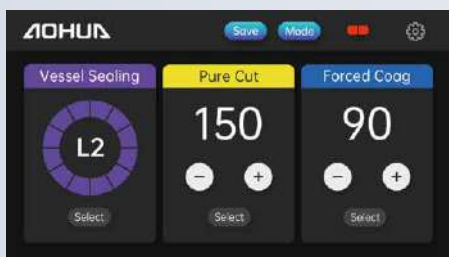 AOHUA
Save
Mode
Vessel Sealing
Pure Cut
Forced Coag
L2
150
90
−
+
−
+
Select
Select
Select